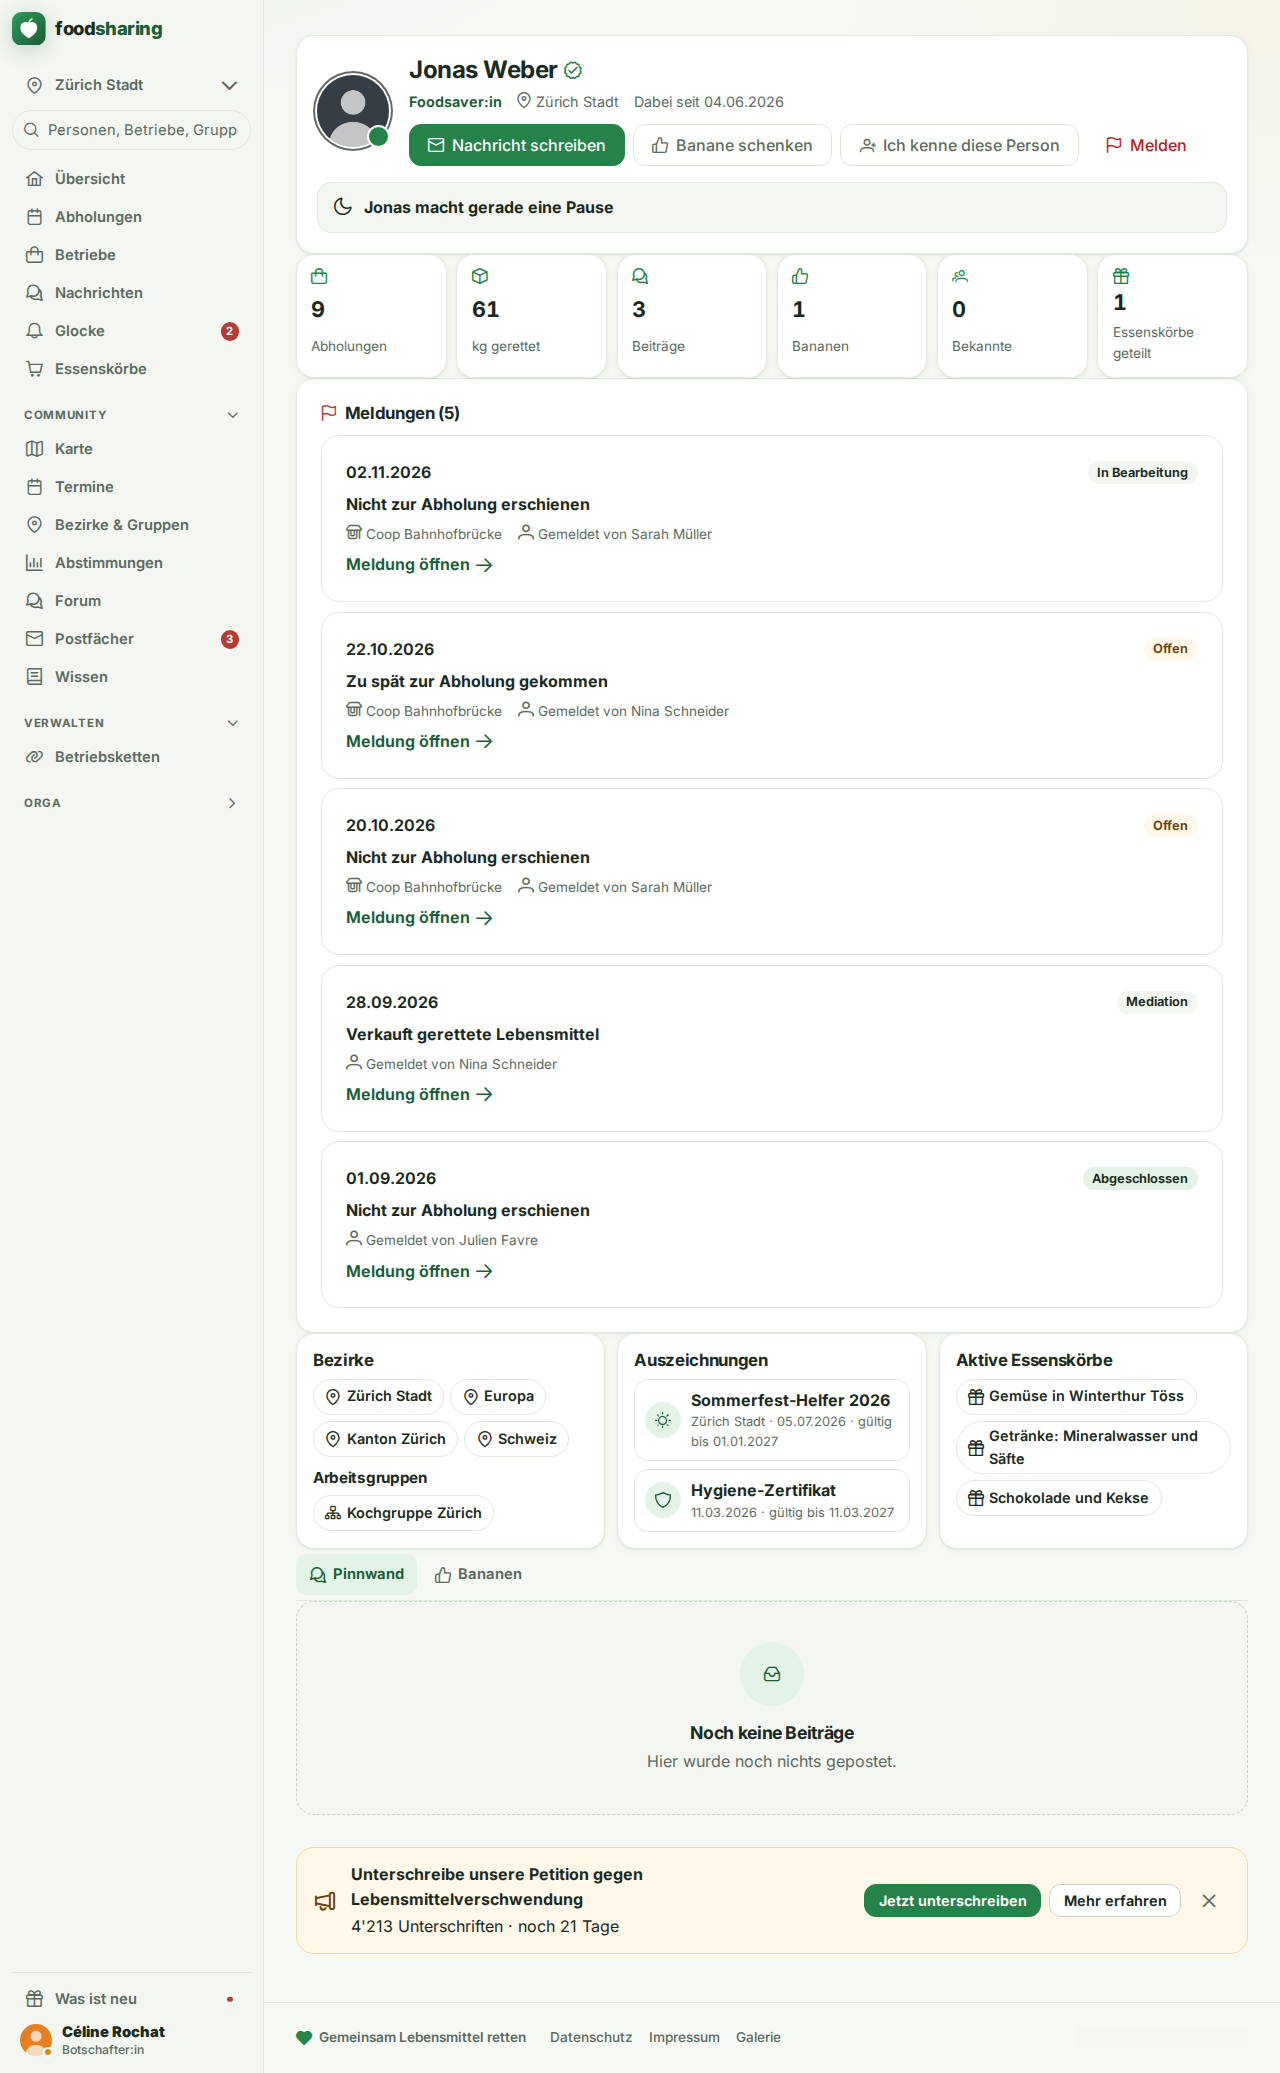 foodsharing
Zürich Stadt
Personen, Betriebe, Grupp
Übersicht
Abholungen
Betriebe
Nachrichten
Glocke 2
Essenskörbe
COMMUNITY
Karte
Termine
Bezirke & Gruppen
Abstimmungen
Forum
Postfächer 3
Wissen
VERWALTEN
Betriebsketten
ORGA
Was ist neu
Céline Rochat
Botschafter:in
Jonas Weber
Foodsaver:in Zürich Stadt Dabei seit 04.06.2026
Nachricht schreiben Banane schenken Ich kenne diese Person Melden
Jonas macht gerade eine Pause
9
Abholungen
61
kg gerettet
3
Beiträge
1
Bananen
0
Bekannte
1
Essenskörbe
geteilt
Meldungen (5)
02.11.2026 In Bearbeitung
Nicht zur Abholung erschienen
Coop Bahnhofbrücke Gemeldet von Sarah Müller
Meldung öffnen
22.10.2026 Offen
Zu spät zur Abholung gekommen
Coop Bahnhofbrücke Gemeldet von Nina Schneider
Meldung öffnen
20.10.2026 Offen
Nicht zur Abholung erschienen
Coop Bahnhofbrücke Gemeldet von Sarah Müller
Meldung öffnen
28.09.2026 Mediation
Verkauft gerettete Lebensmittel
Gemeldet von Nina Schneider
Meldung öffnen
01.09.2026 Abgeschlossen
Nicht zur Abholung erschienen
Gemeldet von Julien Favre
Meldung öffnen
Bezirke
Zürich Stadt Europa
Kanton Zürich Schweiz
Arbeitsgruppen
Kochgruppe Zürich
Auszeichnungen
Sommerfest-Helfer 2026
Zürich Stadt · 05.07.2026 · gültig
bis 01.01.2027
Hygiene-Zertifikat
11.03.2026 · gültig bis 11.03.2027
Aktive Essenskörbe
Gemüse in Winterthur Töss
Getränke: Mineralwasser und
Säfte
Schokolade und Kekse
Pinnwand Bananen
Noch keine Beiträge
Hier wurde noch nichts gepostet.
Unterschreibe unsere Petition gegen
Lebensmittelverschwendung
4'213 Unterschriften · noch 21 Tage
Jetzt unterschreiben Mehr erfahren
Gemeinsam Lebensmittel retten Datenschutz Impressum Galerie